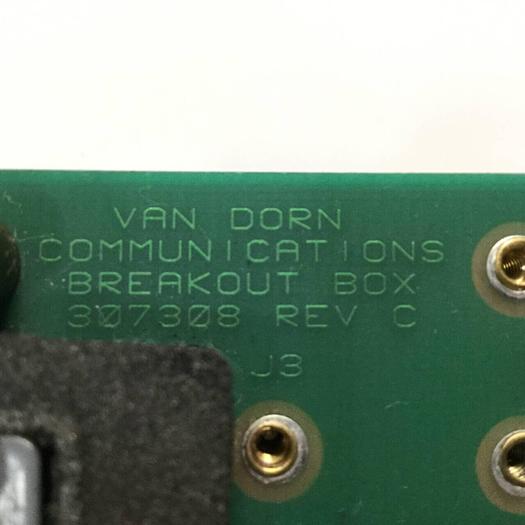 VAN DORN
COMMUNICATIONS
BREAKOUT BOX
307308 REV C
J3